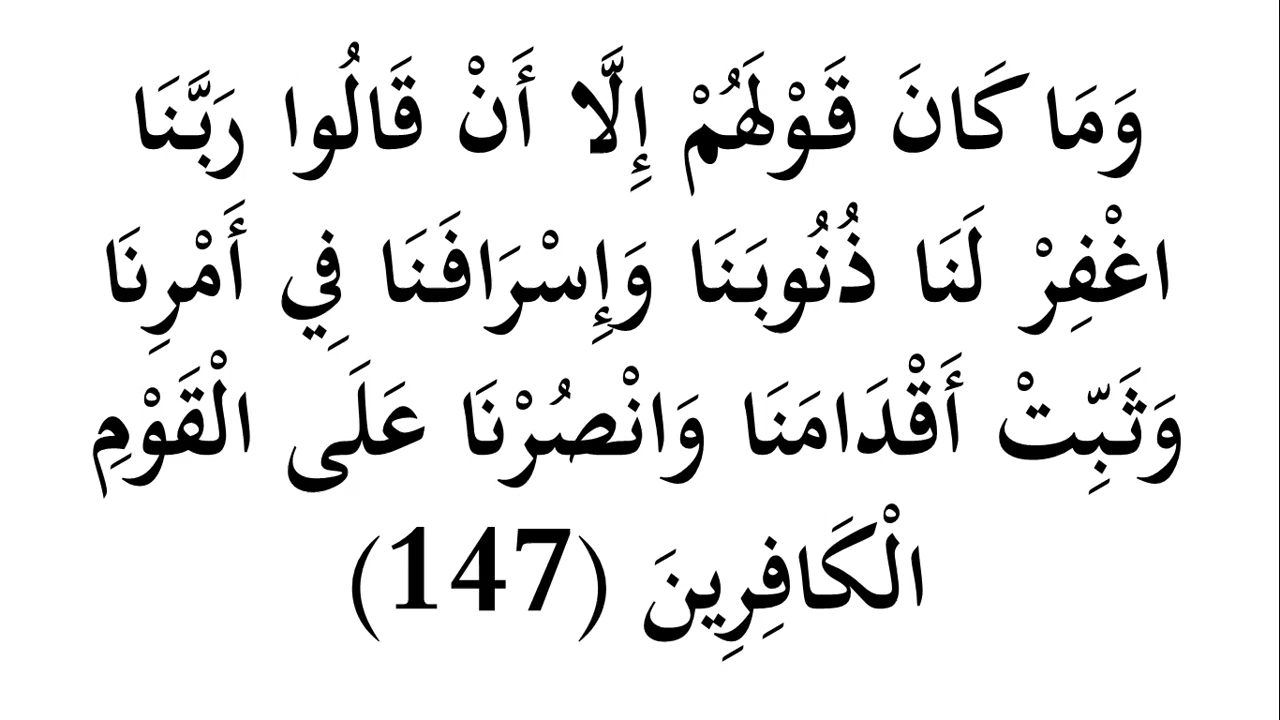 وَمَا كَانَ قَوْلَهُمْ إِلَّا أَنْ قَالُوا رَبَّنَا
اغْفِرْ لَنَا ذُنُوبَنَا وَإِسْرَافَنَا فِي أَمْرِنَا
وَثَبِّتْ أَقْدَامَنَا وَانْصُرْنَا عَلَى الْقَوْمِ
الْكَافِرِينَ (147)